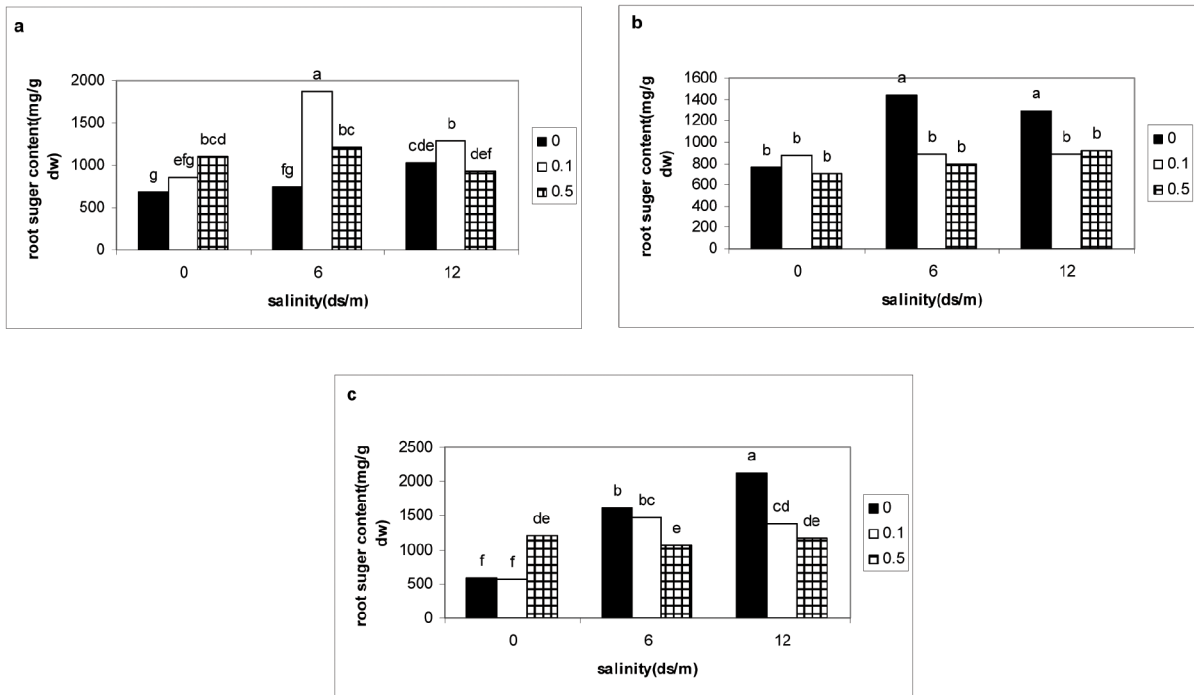 a
root suger content(mg/g
dw)
2000
1500
1000
500
0
g
efg
bcd
fg
a
bc
cde
b
def
0
6
12
salinity(ds/m)
0
0.1
0.5
b
root suger content(mg/g
dw)
1600
1400
1200
1000
800
600
400
200
0
b
b
b
a
b
b
a
b
b
0
6
12
salinity(ds/m)
0
0.1
0.5
c
root suger content(mg/g
dw)
2500
2000
1500
1000
500
0
f
f
de
b
bc
e
a
cd
de
0
6
12
salinity(ds/m)
0
0.1
0.5